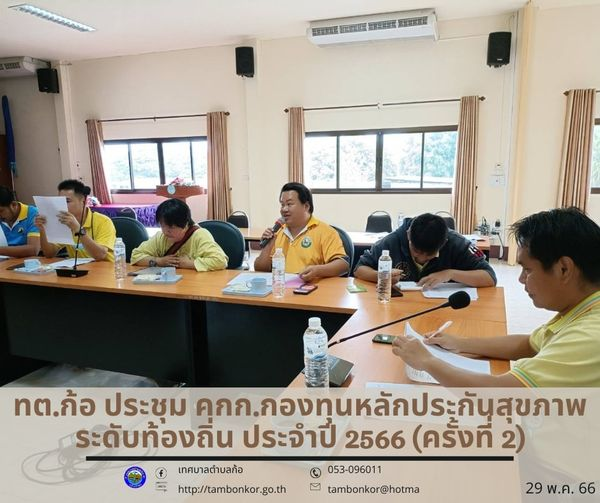 ทต.ก้อ ประชุม คกก.กองทุนหลักประกันสุขภาพ
ระดับท้องถิ่น ประจำปี 2566 (ครั้งที่ 2)
เทศบาลตำบลก้อ
053-096011
http://tambonkor.go.th
tambonkor@hotma
29 พ.ค. 66